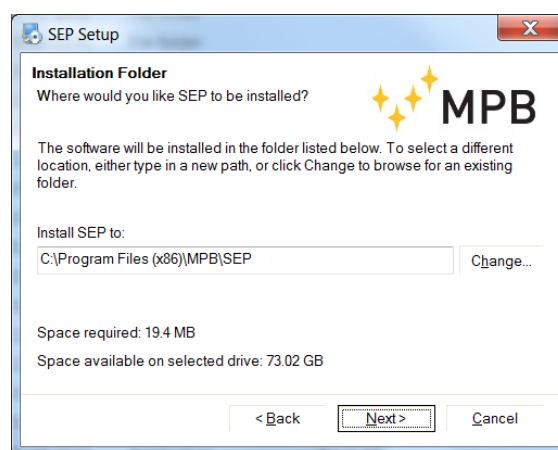 SEP Setup
Installation Folder
Where would you like SEP to be installed?
MPB
The software will be installed in the folder listed below. To select a different
location, either type in a new path, or click Change to browse for an existing
folder.
Install SEP to:
C:\Program Files (x86)\MPB\SEP
Change...
Space required: 19.4 MB
Space available on selected drive: 73.02 GB
< Back Next > Cancel